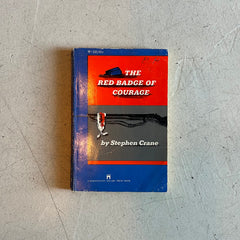 THE
RED BADGE OF
COURAGE
by Stephen Crane